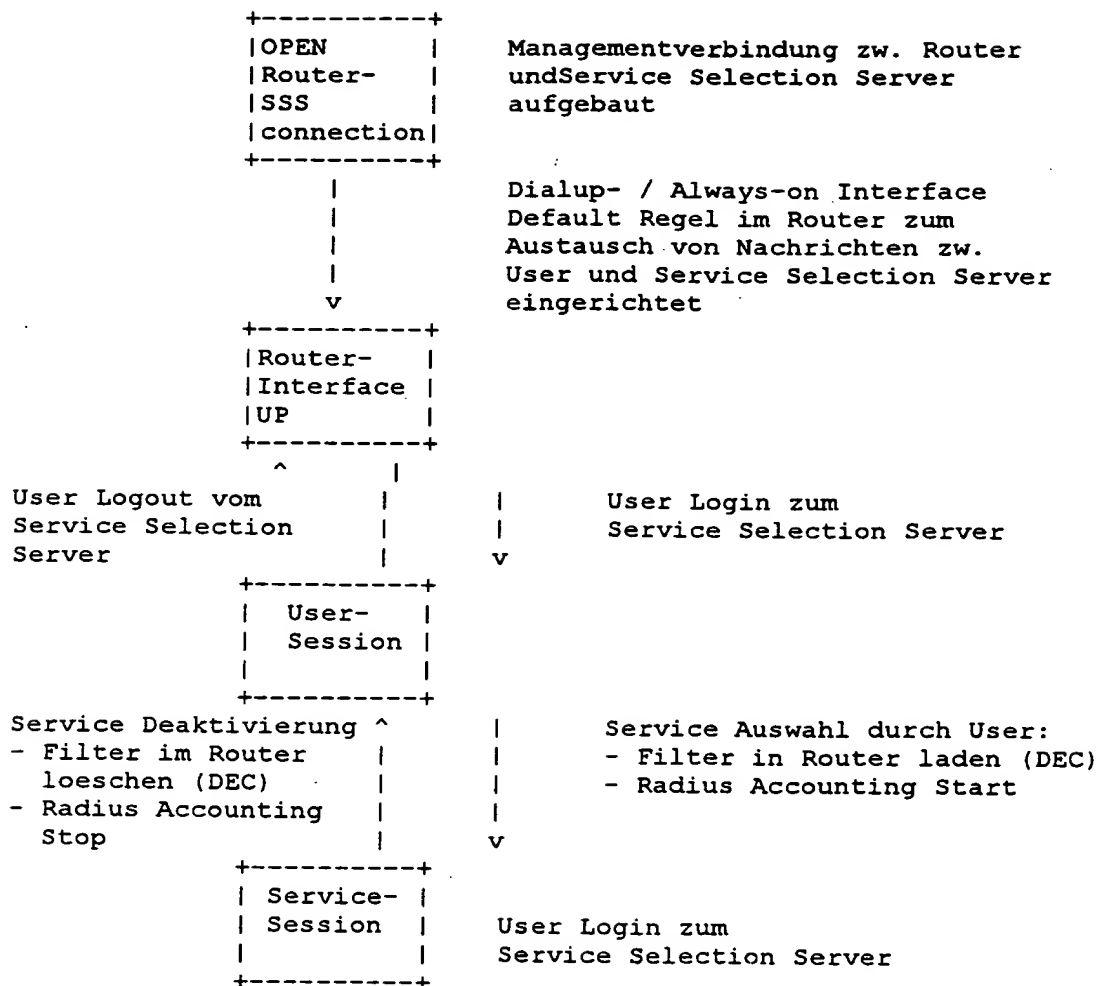 OPEN
Router-
SSS
connection
Managementverbindung zw. Router
undService Selection Server
aufgebaut
Dialup- / Always-on Interface
Default Regel im Router zum
Austausch von Nachrichten zw.
User und Service Selection Server
eingerichtet
Router-
Interface
UP
User Logout vom
Service Selection
Server
User Login zum
Service Selection Server
User-
Session
Service Deaktivierung
- Filter im Router
loeschen (DEC)
- Radius Accounting
Stop
Service Auswahl durch User:
- Filter in Router laden (DEC)
- Radius Accounting Start
Service-
Session
User Login zum
Service Selection Server